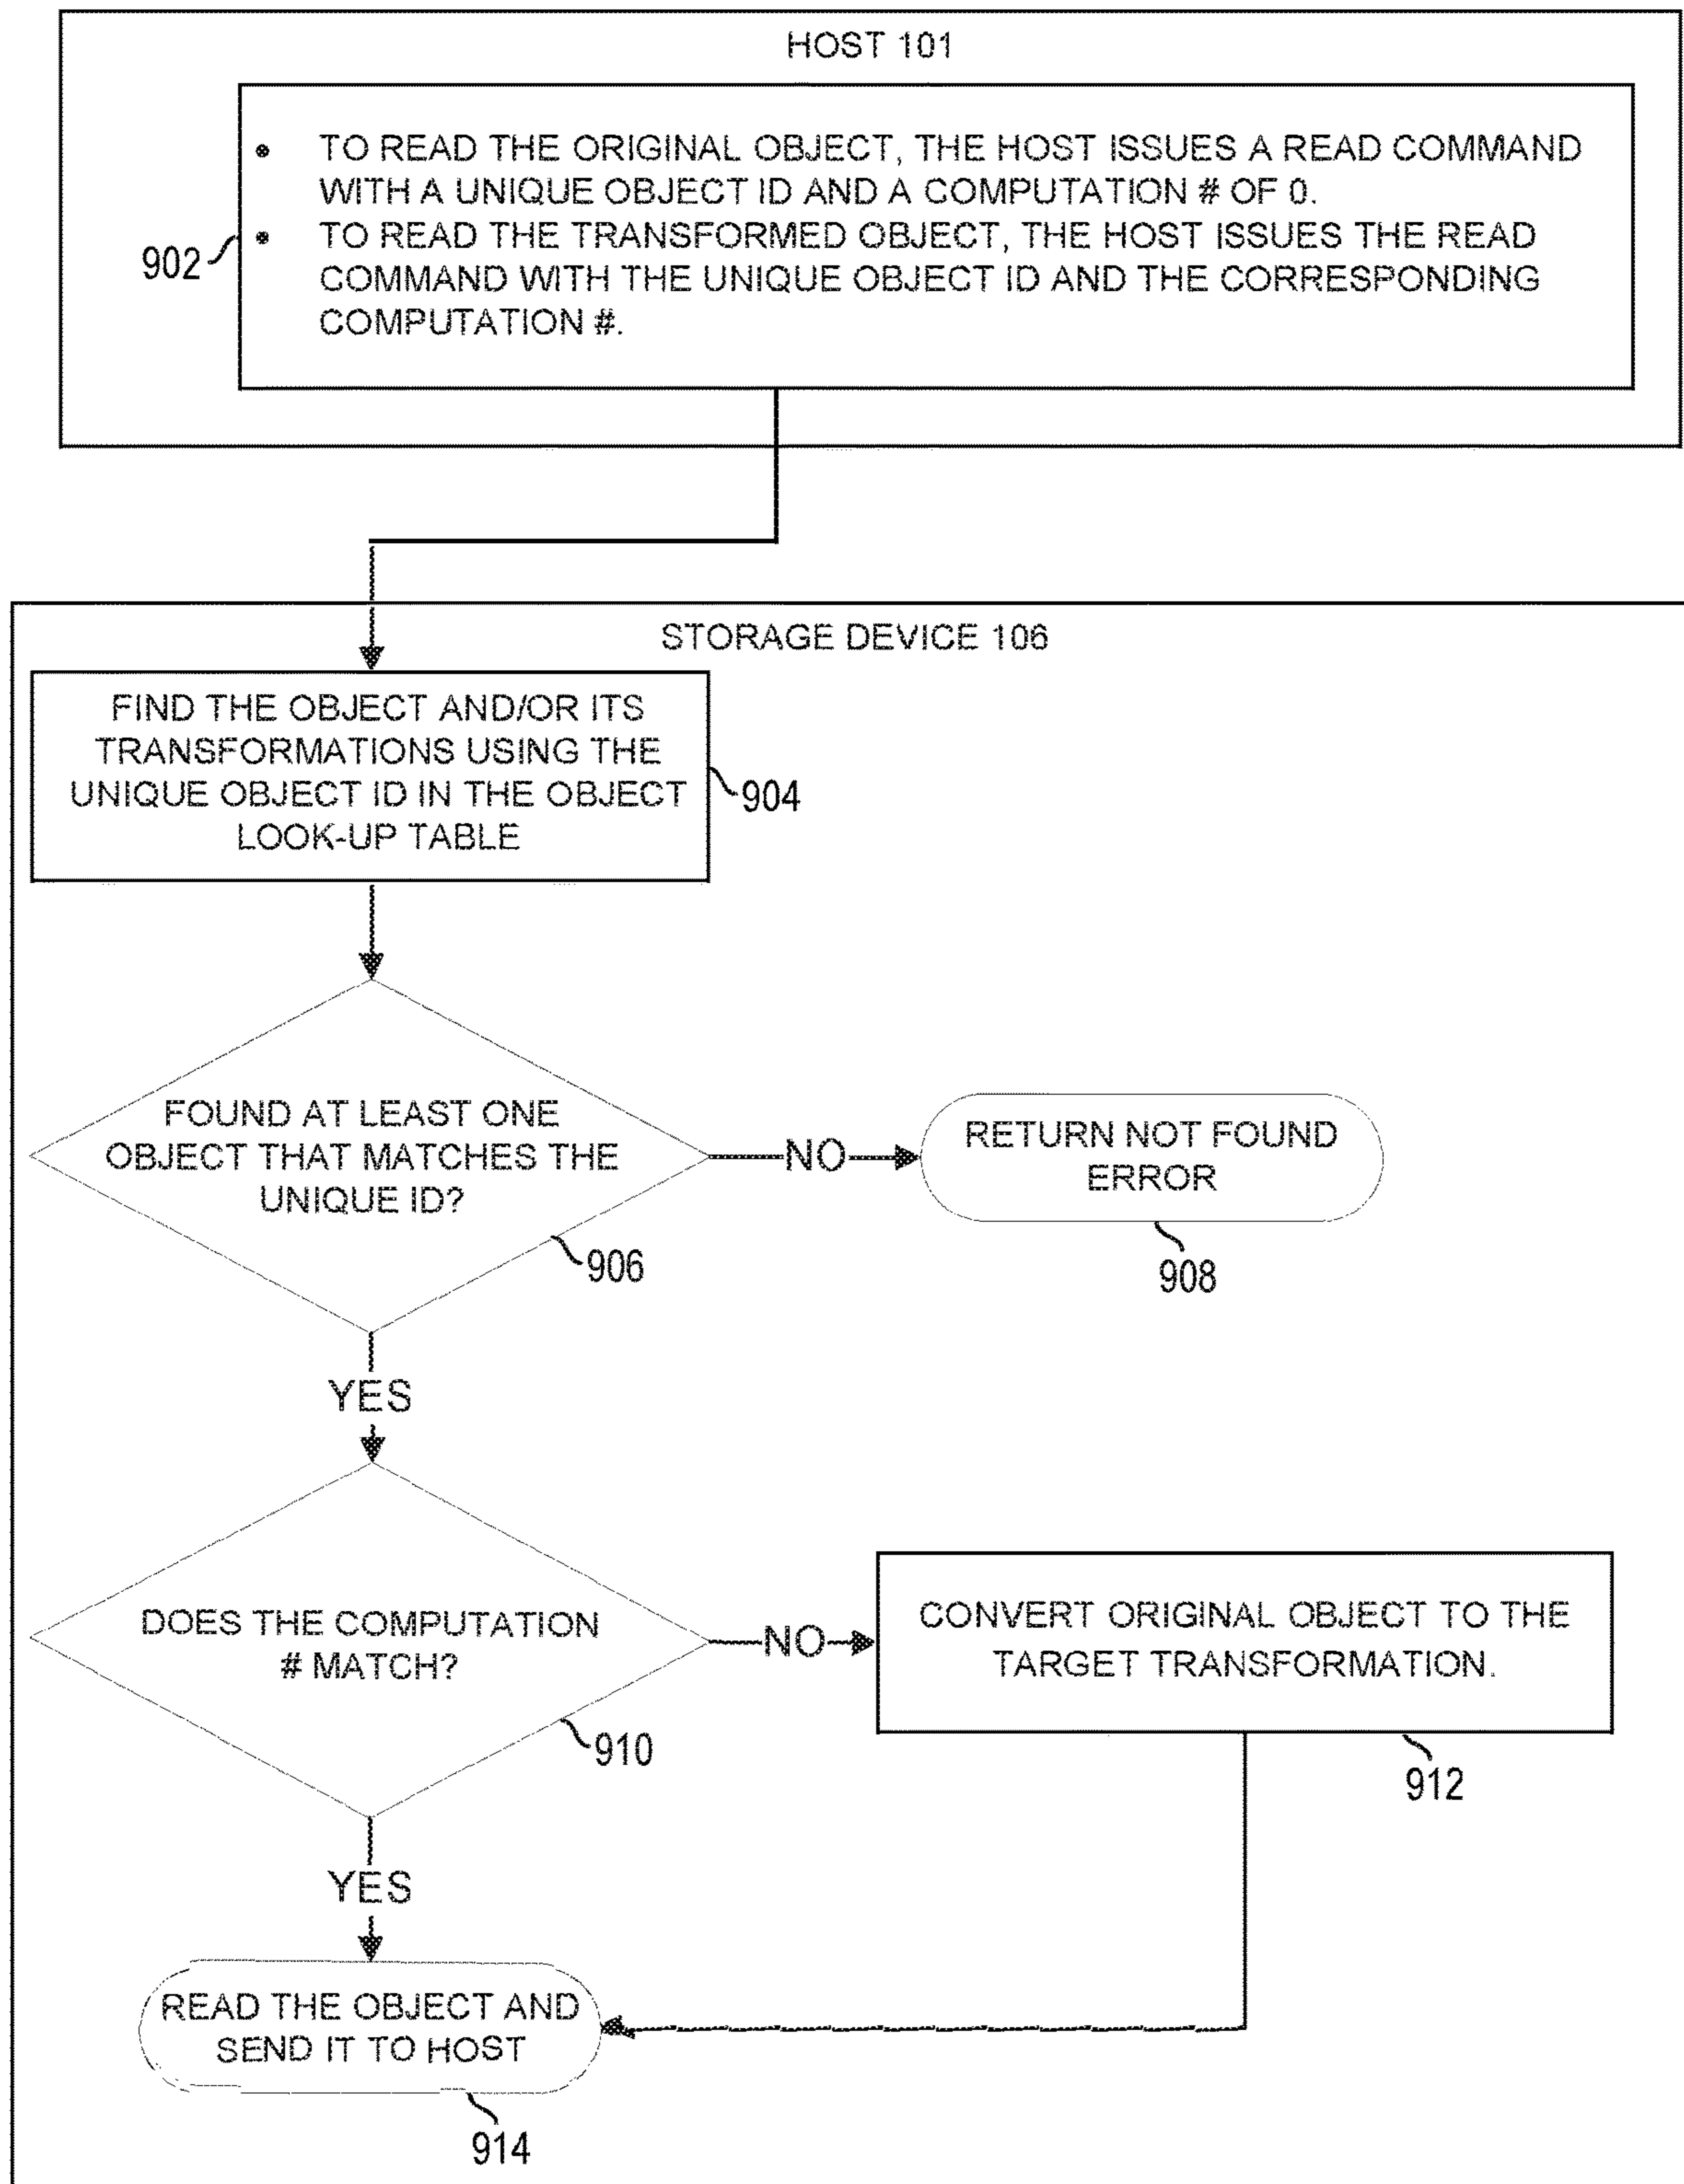 HOST 101
• TO READ THE ORIGINAL OBJECT, THE HOST ISSUES A READ COMMAND
WITH A UNIQUE OBJECT ID AND A COMPUTATION # OF 0.
• TO READ THE TRANSFORMED OBJECT, THE HOST ISSUES THE READ
COMMAND WITH THE UNIQUE OBJECT ID AND THE CORRESPONDING
COMPUTATION #.
902
STORAGE DEVICE 106
FIND THE OBJECT AND/OR ITS
TRANSFORMATIONS USING THE
UNIQUE OBJECT ID IN THE OBJECT
LOOK-UP TABLE
904
FOUND AT LEAST ONE
OBJECT THAT MATCHES THE
UNIQUE ID?
906
NO
RETURN NOT FOUND
ERROR
908
YES
DOES THE COMPUTATION
# MATCH?
910
NO
CONVERT ORIGINAL OBJECT TO THE
TARGET TRANSFORMATION.
912
YES
READ THE OBJECT AND
SEND IT TO HOST
914